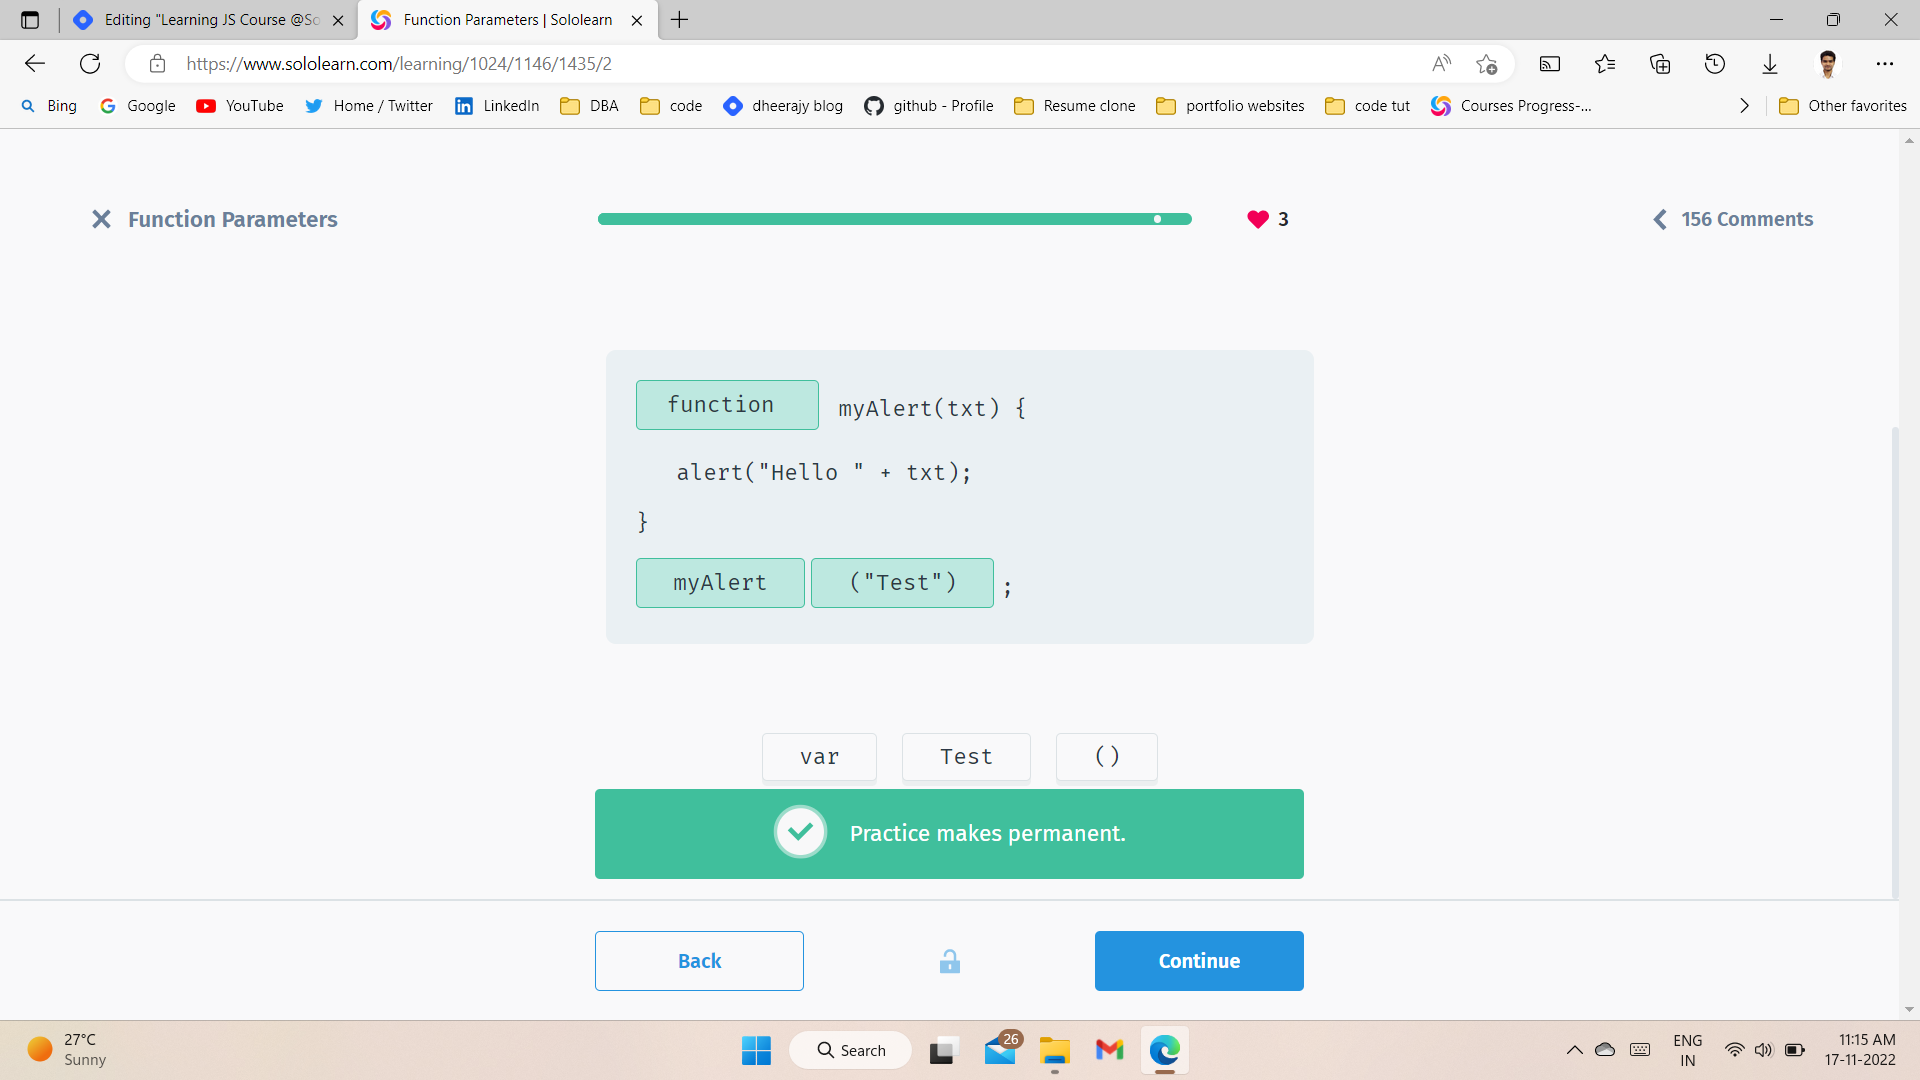 Editing "Learning JS Course @So
Function Parameters | Sololearn
https://www.sololearn.com/learning/1024/1146/1435/2
Bing
Google
YouTube
Home / Twitter
LinkedIn
DBA
code
dheerajy blog
github - Profile
Resume clone
portfolio websites
code tut
Courses Progress-...
Other favorites
Function Parameters
3
156 Comments
function myAlert(txt) {
alert("Hello " + txt);
}
myAlert ("Test") ;
var Test ()
Practice makes permanent.
Back
Continue
27°C
Sunny
Search
26
ENG
IN
11:15 AM
17-11-2022